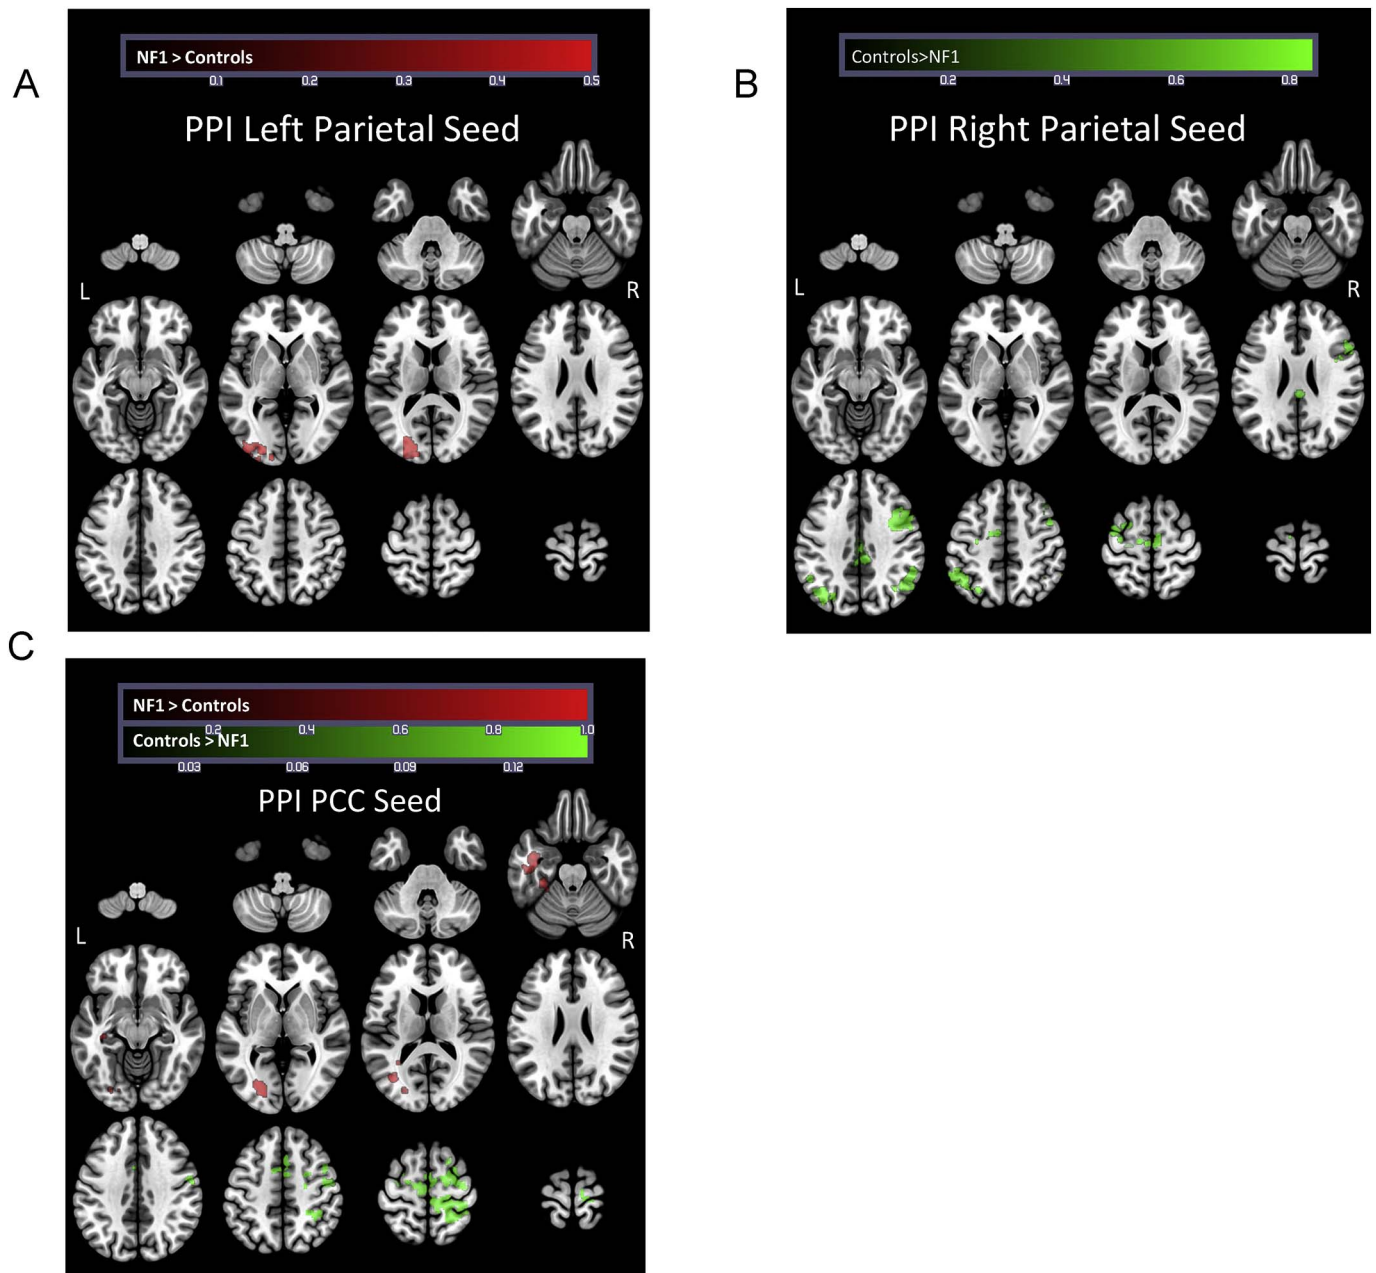 A
NF1 > Controls
0.1 0.2 0.3 0.4 0.5
PPI Left Parietal Seed
L
R
B
Controls>NF1
0.2 0.4 0.6 0.8
PPI Right Parietal Seed
L
R
C
NF1 > Controls
0.2 0.4 0.6 0.8 1.0
Controls > NF1
0.03 0.06 0.09 0.12
PPI PCC Seed
L
R